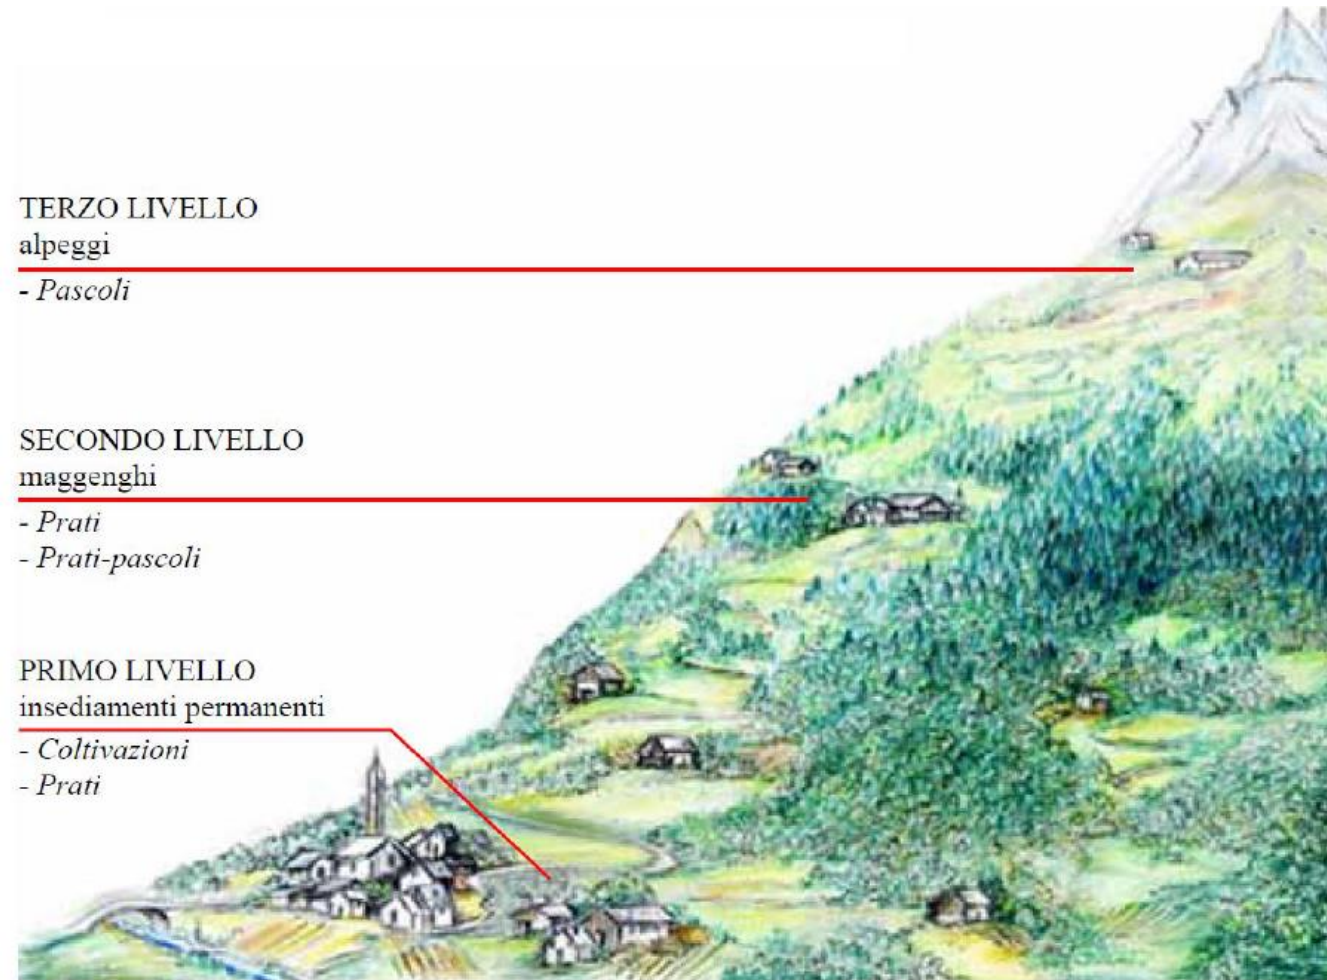 TERZO LIVELLO
alpeggi
- Pascoli
SECONDO LIVELLO
maggenghi
- Prati
- Prati-pascoli
PRIMO LIVELLO
insediamenti permanenti
- Coltivazioni
- Prati